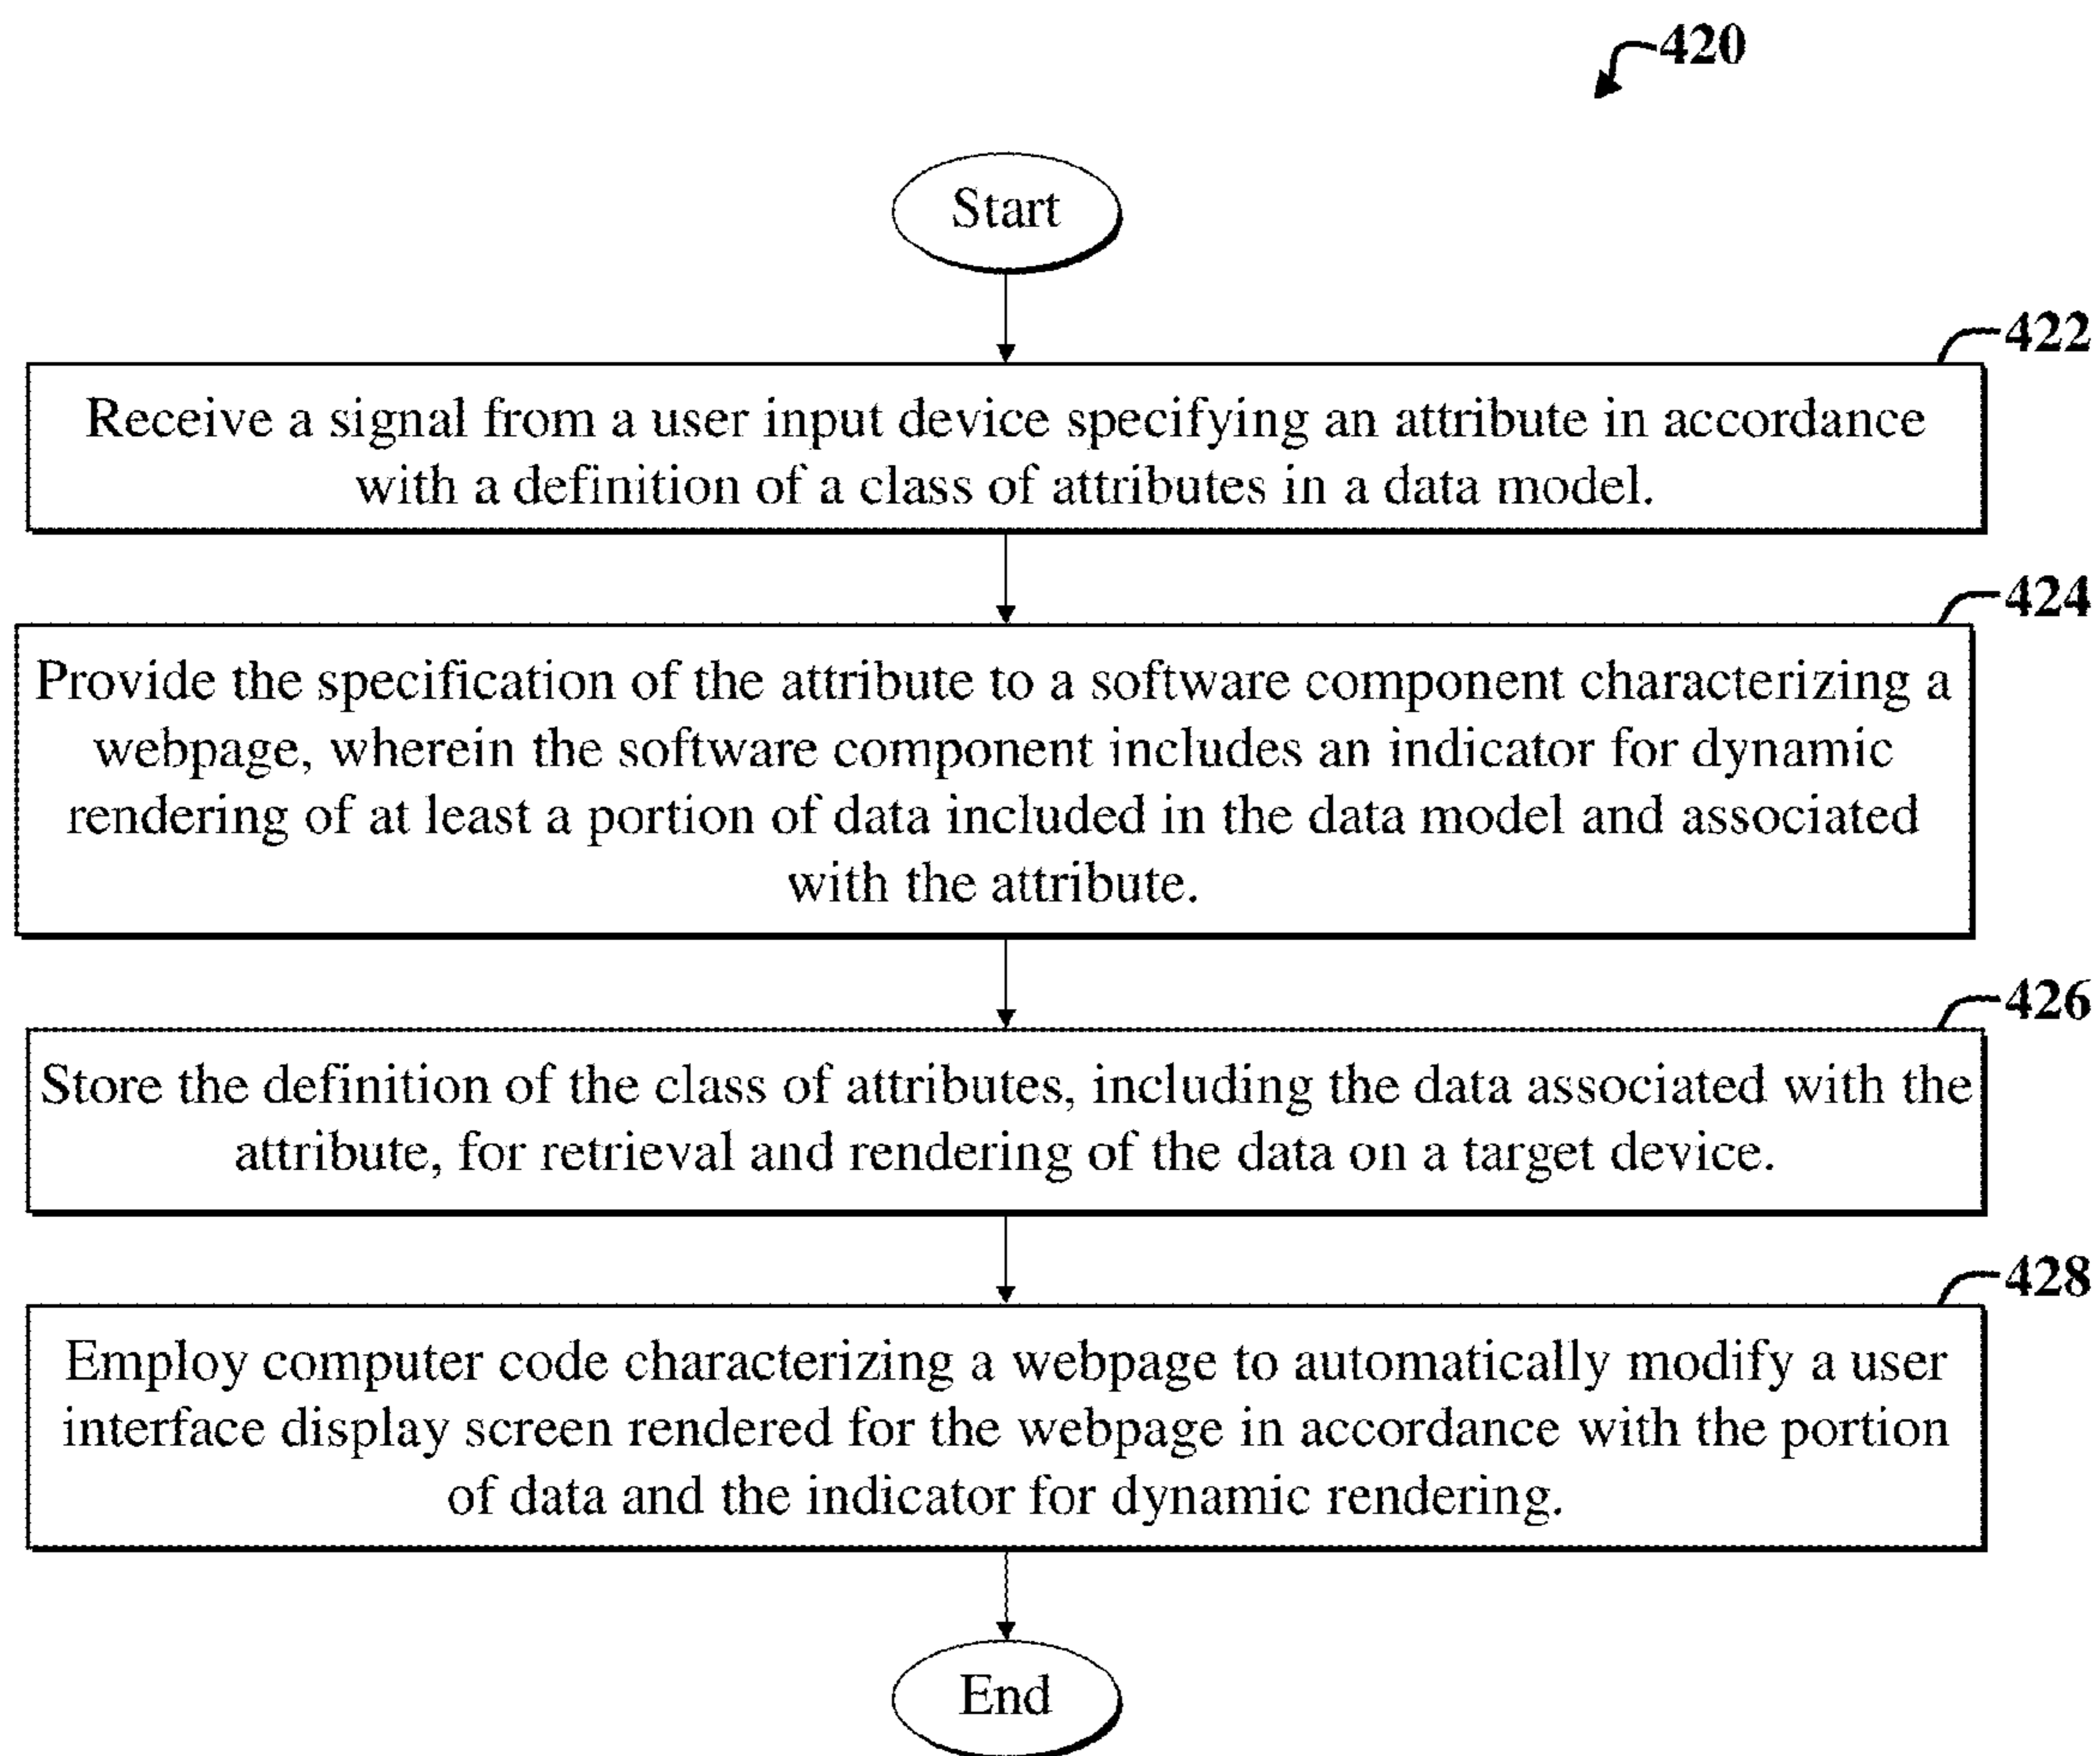 420
Start
422
Receive a signal from a user input device specifying an attribute in accordance
with a definition of a class of attributes in a data model.
424
Provide the specification of the attribute to a software component characterizing a
webpage, wherein the software component includes an indicator for dynamic
rendering of at least a portion of data included in the data model and associated
with the attribute.
426
Store the definition of the class of attributes, including the data associated with the
attribute, for retrieval and rendering of the data on a target device.
428
Employ computer code characterizing a webpage to automatically modify a user
interface display screen rendered for the webpage in accordance with the portion
of data and the indicator for dynamic rendering.
End